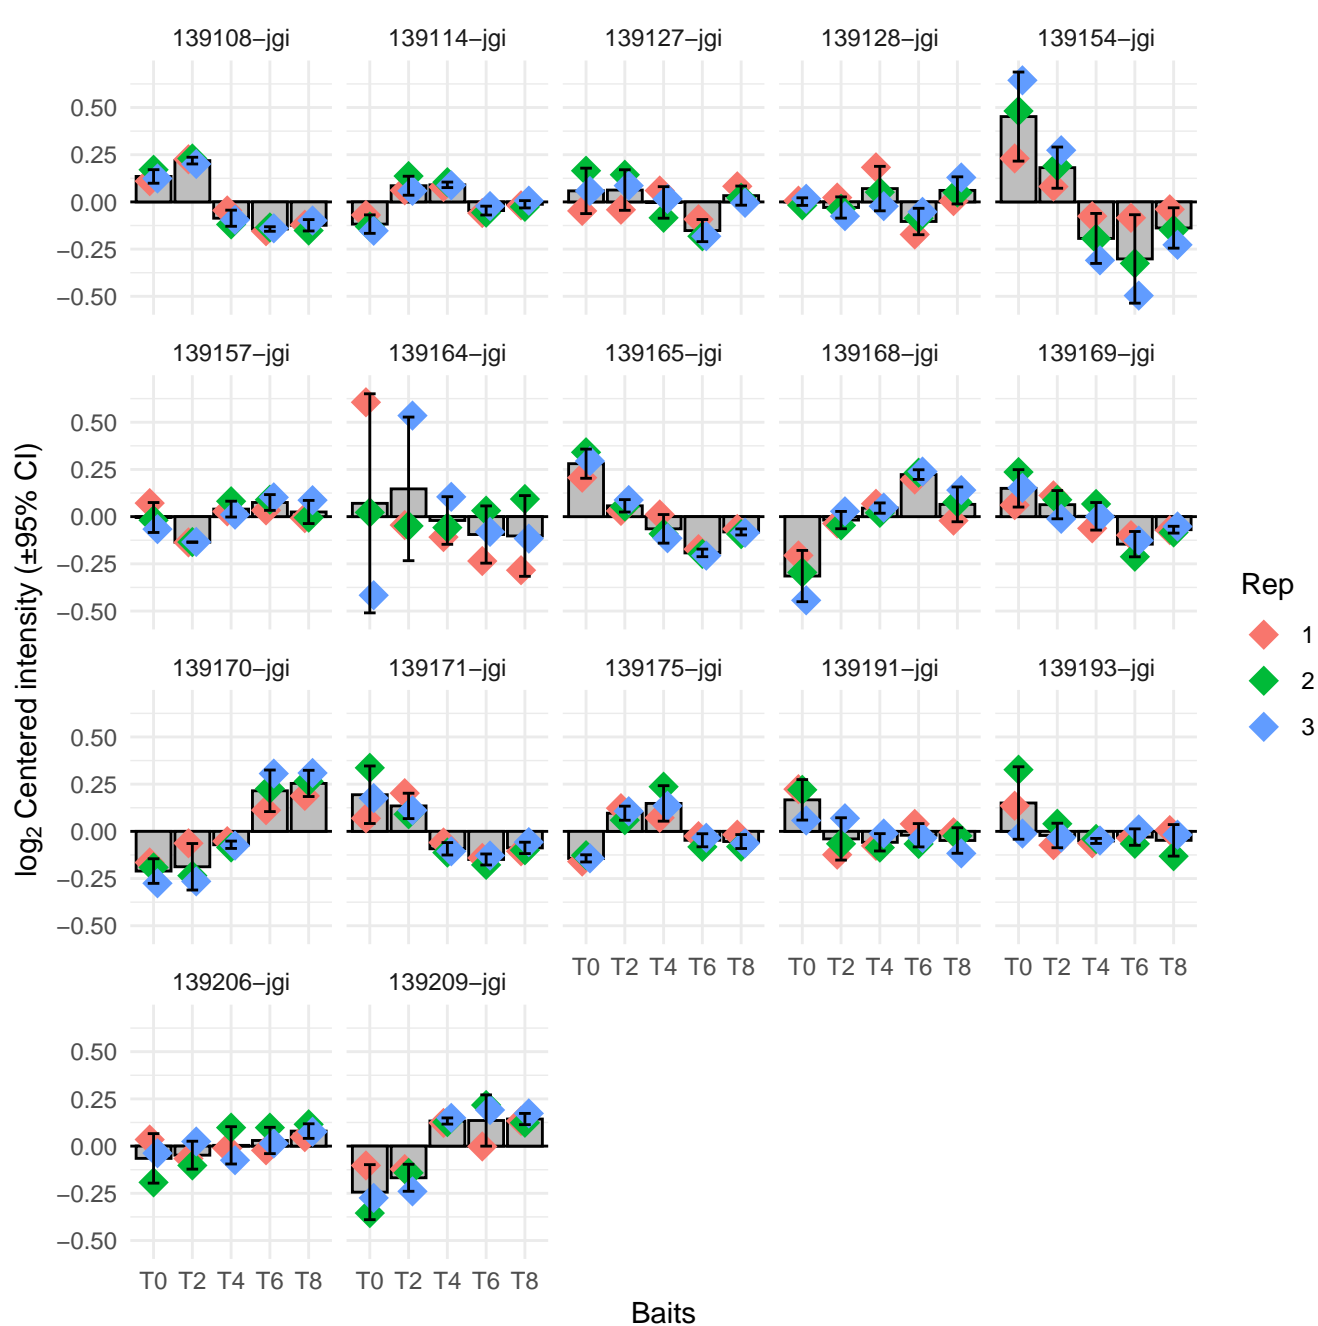 139108−jgi 139114−jgi 139127−jgi 139128−jgi 139154−jgi
0.50
0.25
0.00
−0.25
−0.50
139157−jgi 139164−jgi 139165−jgi 139168−jgi 139169−jgi
0.50
0.25
0.00
−0.25
−0.50
139170−jgi 139171−jgi 139175−jgi 139191−jgi 139193−jgi
0.50
0.25
0.00
−0.25
−0.50
T0 T2 T4 T6 T8 T0 T2 T4 T6 T8 T0 T2 T4 T6 T8
139206−jgi 139209−jgi
0.50
0.25
0.00
−0.25
−0.50
T0 T2 T4 T6 T8 T0 T2 T4 T6 T8
Baits
log₂ Centered intensity (±95% CI)
Rep
1
2
3